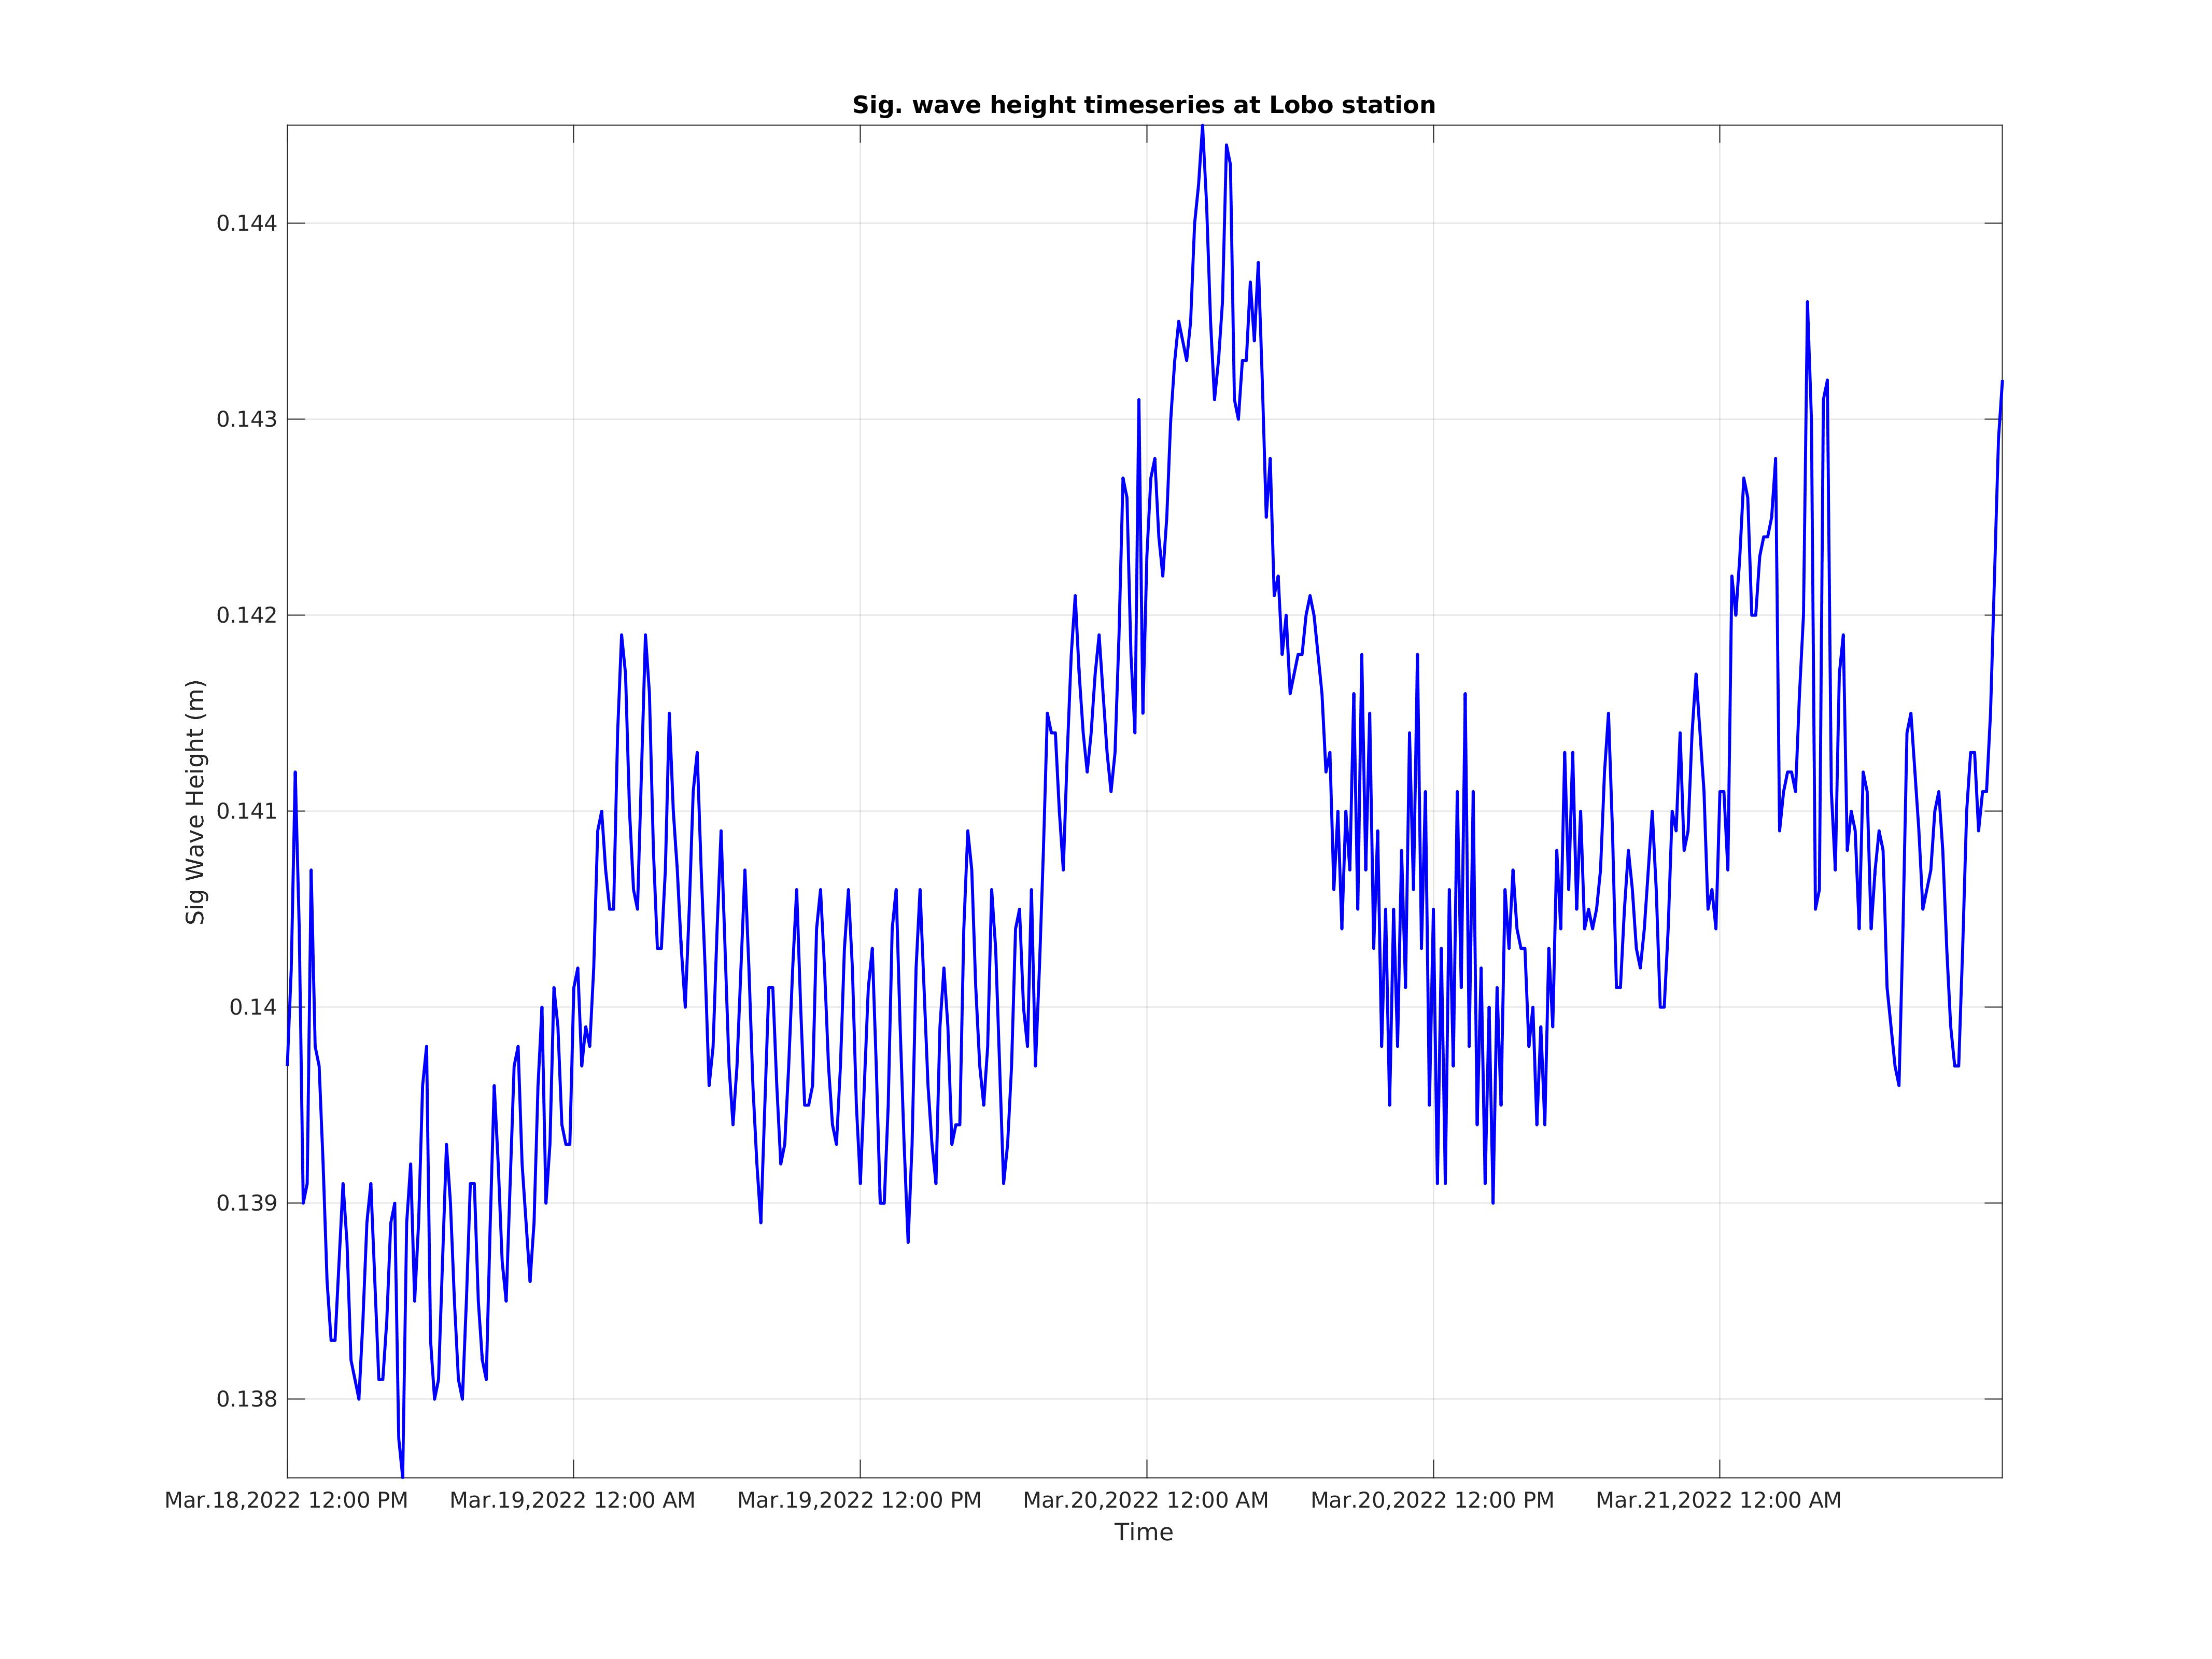 Sig. wave height timeseries at Lobo station
0.144
0.143
0.142
0.141
0.14
0.139
0.138
Sig Wave Height (m)
Mar.18,2022 12:00 PM
Mar.19,2022 12:00 AM
Mar.19,2022 12:00 PM
Mar.20,2022 12:00 AM
Mar.20,2022 12:00 PM
Mar.21,2022 12:00 AM
Time